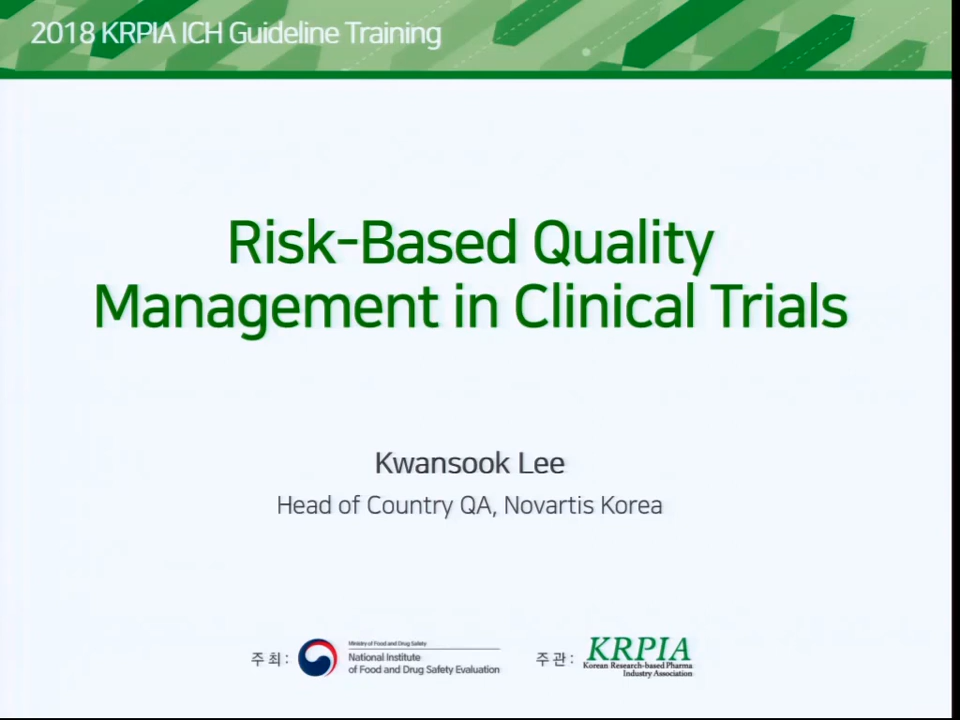 2018 KRPIA ICH Guideline Training
Risk-Based Quality
Management in Clinical Trials
Kwansook Lee
Head of Country QA, Novartis Korea
주최:
Ministry of Food and Drug Safety
National Institute
of Food and Drug Safety Evaluation
주관:
KRPIA
Korean Research-based Pharma
Industry Association